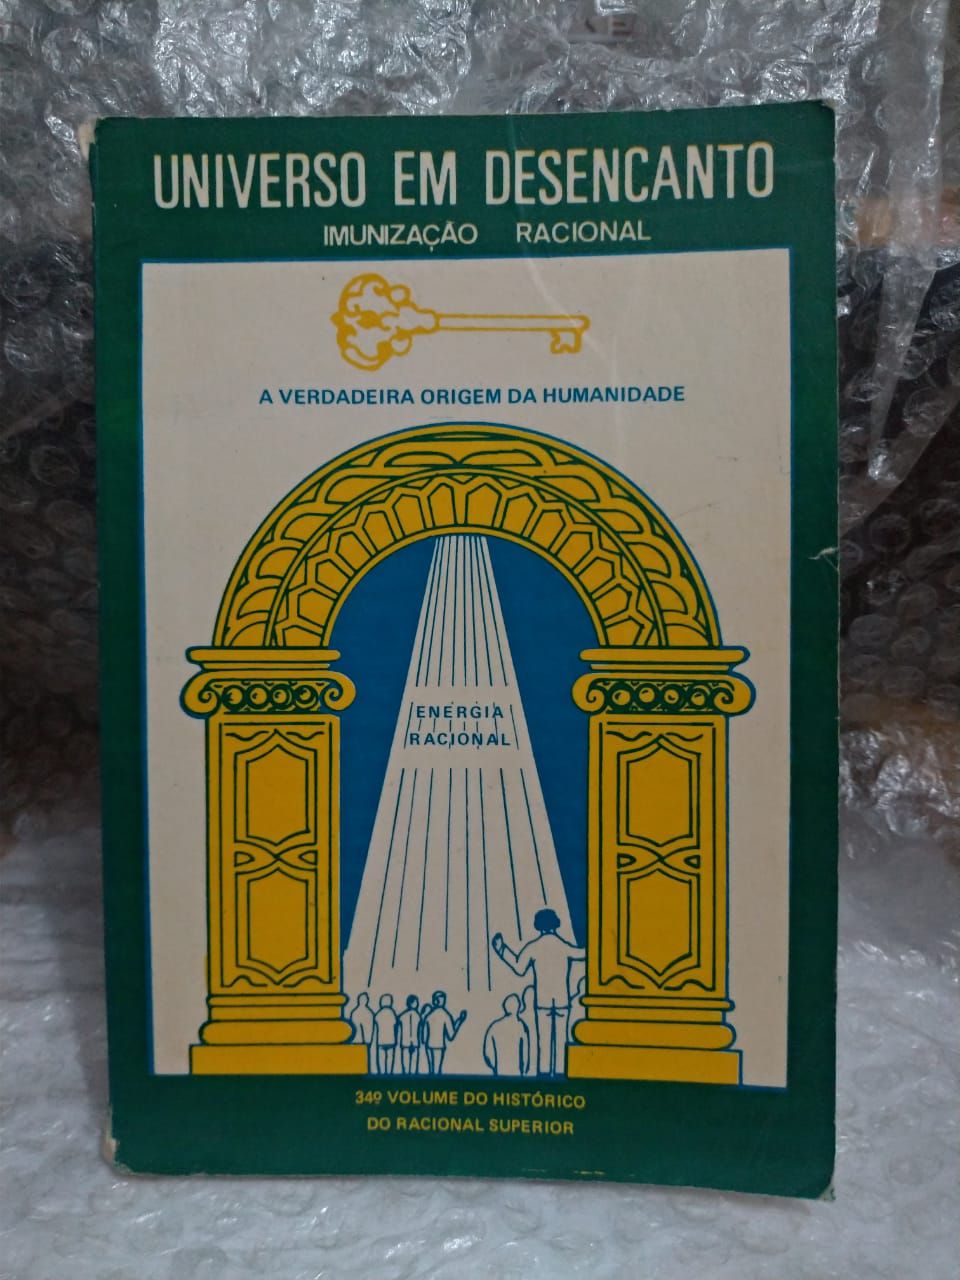 UNIVERSO EM DESENCANTO
IMUNIZAÇÃO RACIONAL
A VERDADEIRA ORIGEM DA HUMANIDADE
ENERGIA
RACIONAL
34º VOLUME DO HISTÓRICO
DO RACIONAL SUPERIOR